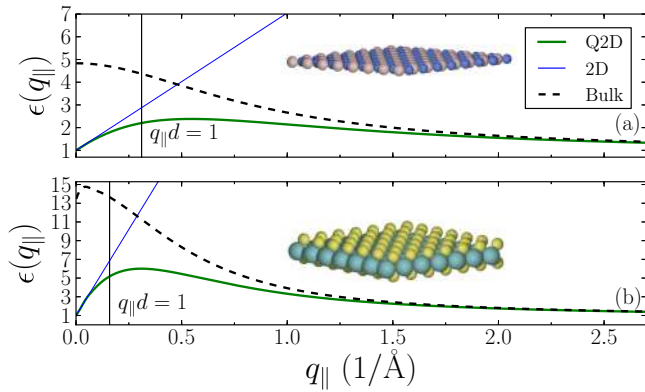 7
6
5
4
3
2
1
ϵ(q∥)
q∥d = 1
Q2D
2D
Bulk
(a)
15
13
11
9
7
5
3
1
ϵ(q∥)
q∥d = 1
(b)
0.0 0.5 1.0 1.5 2.0 2.5
q∥ (1/Å)